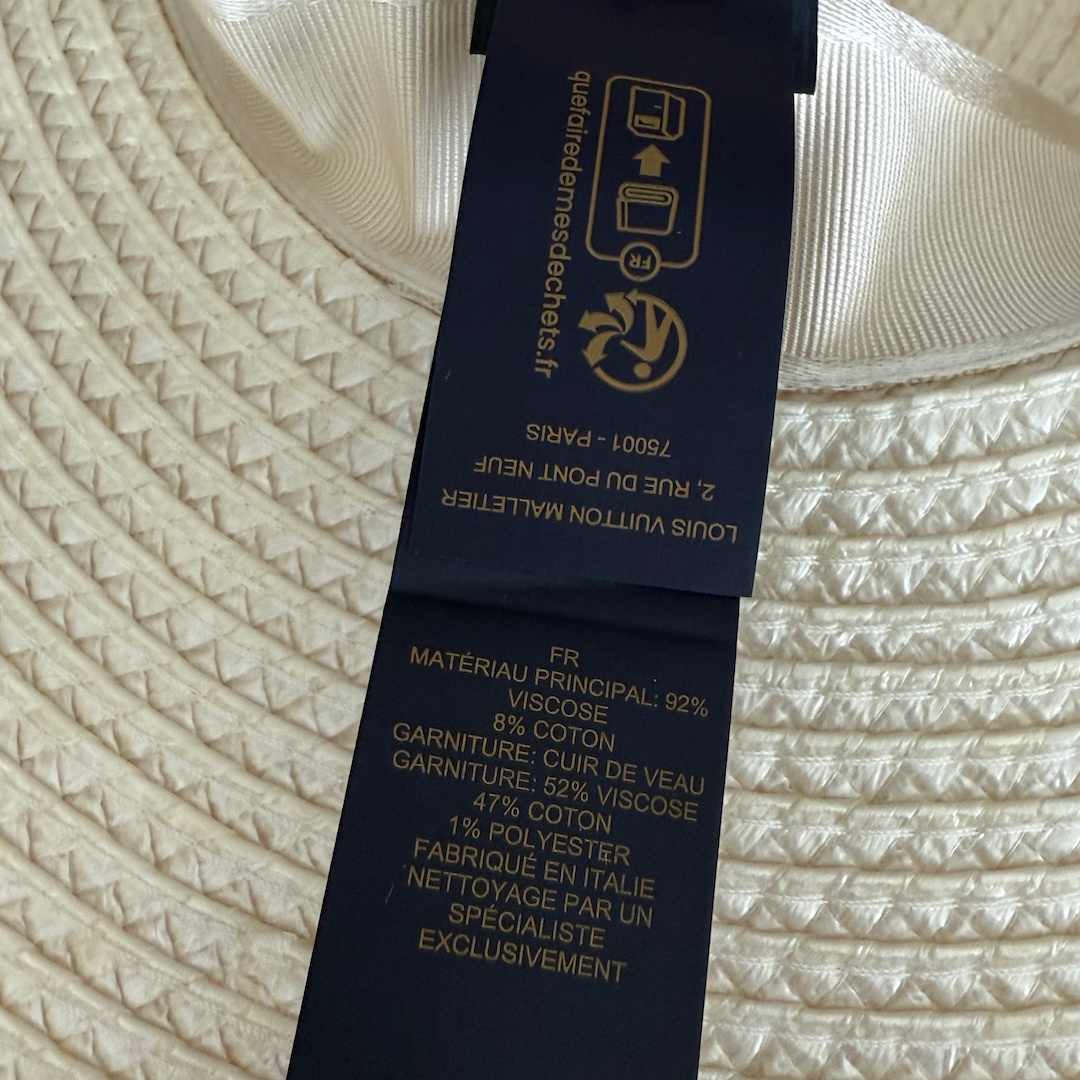 quefairedemesdechets.fr
FR
LOUIS VUITTON MALLETIER
2, RUE DU PONT NEUF
75001 - PARIS
FR
MATÉRIAU PRINCIPAL: 92%
VISCOSE
8% COTON
GARNITURE: CUIR DE VEAU
GARNITURE: 52% VISCOSE
47% COTON
1% POLYESTER
FABRIQUÉ EN ITALIE
NETTOYAGE PAR UN
SPÉCIALISTE
EXCLUSIVEMENT